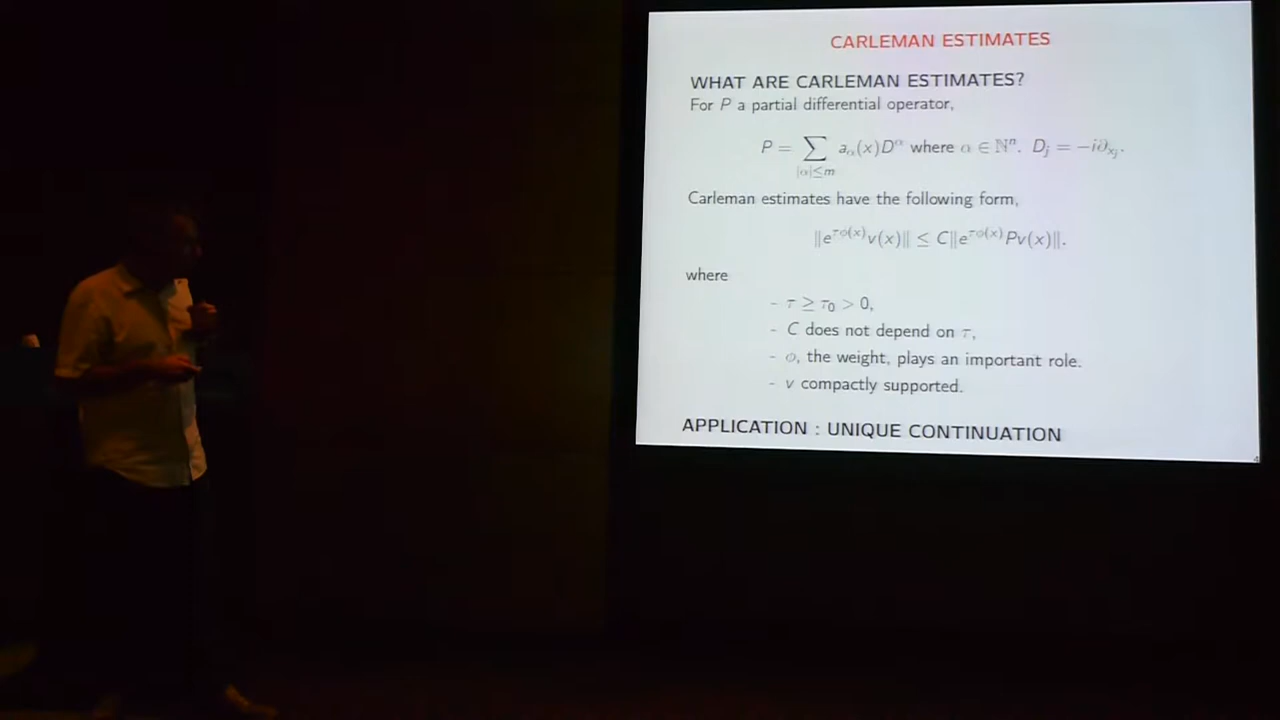 CARLEMAN ESTIMATES
WHAT ARE CARLEMAN ESTIMATES?
For P a partial differential operator,
P = ∑_{|α|≤m} a_α(x)D^α where α ∈ ℕⁿ. D_j = −i∂_{x_j}.
Carleman estimates have the following form,
‖e^{τφ(x)}v(x)‖ ≤ C‖e^{τφ(x)}Pv(x)‖.
where
- τ ≥ τ₀ > 0,
- C does not depend on τ,
- φ, the weight, plays an important role.
- v compactly supported.
APPLICATION : UNIQUE CONTINUATION